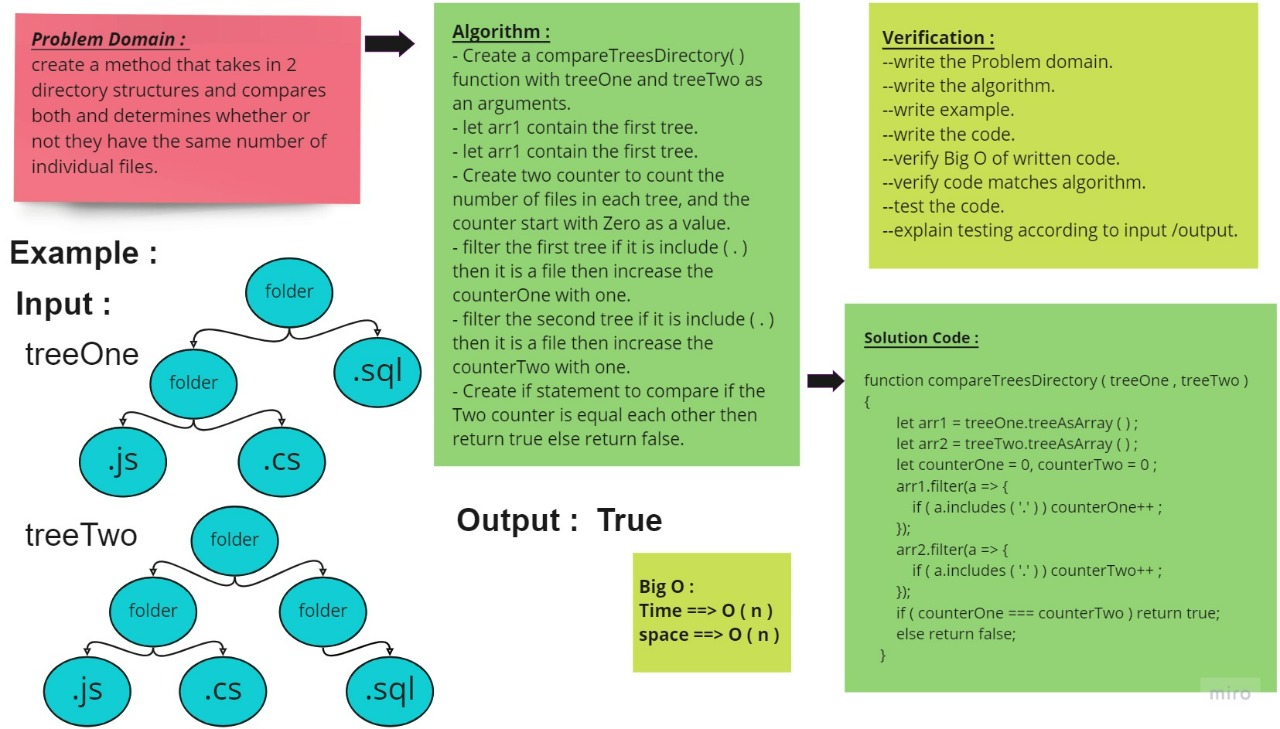 Problem Domain :
create a method that takes in 2
directory structures and compares
both and determines whether or
not they have the same number of
individual files.
Algorithm :
- Create a compareTreesDirectory( )
function with treeOne and treeTwo as
an arguments.
- let arr1 contain the first tree.
- let arr1 contain the first tree.
- Create two counter to count the
number of files in each tree, and the
counter start with Zero as a value.
- filter the first tree if it is include ( . )
then it is a file then increase the
counterOne with one.
- filter the second tree if it is include ( . )
then it is a file then increase the
counterTwo with one.
- Create if statement to compare if the
Two counter is equal each other then
return true else return false.
Verification :
--write the Problem domain.
--write the algorithm.
--write example.
--write the code.
--verify Big O of written code.
--verify code matches algorithm.
--test the code.
--explain testing according to input /output.
Example :
Input :
treeOne
folder
folder
.sql
.js
.cs
treeTwo
folder
folder
folder
.js
.cs
.sql
Output : True
Big O :
Time ==> O ( n )
space ==> O ( n )
Solution Code :
function compareTreesDirectory ( treeOne , treeTwo )
{
let arr1 = treeOne.treeAsArray ( ) ;
let arr2 = treeTwo.treeAsArray ( ) ;
let counterOne = 0, counterTwo = 0 ;
arr1.filter(a => {
if ( a.includes ( '.' ) ) counterOne++ ;
});
arr2.filter(a => {
if ( a.includes ( '.' ) ) counterTwo++ ;
});
if ( counterOne === counterTwo ) return true;
else return false;
}
miro